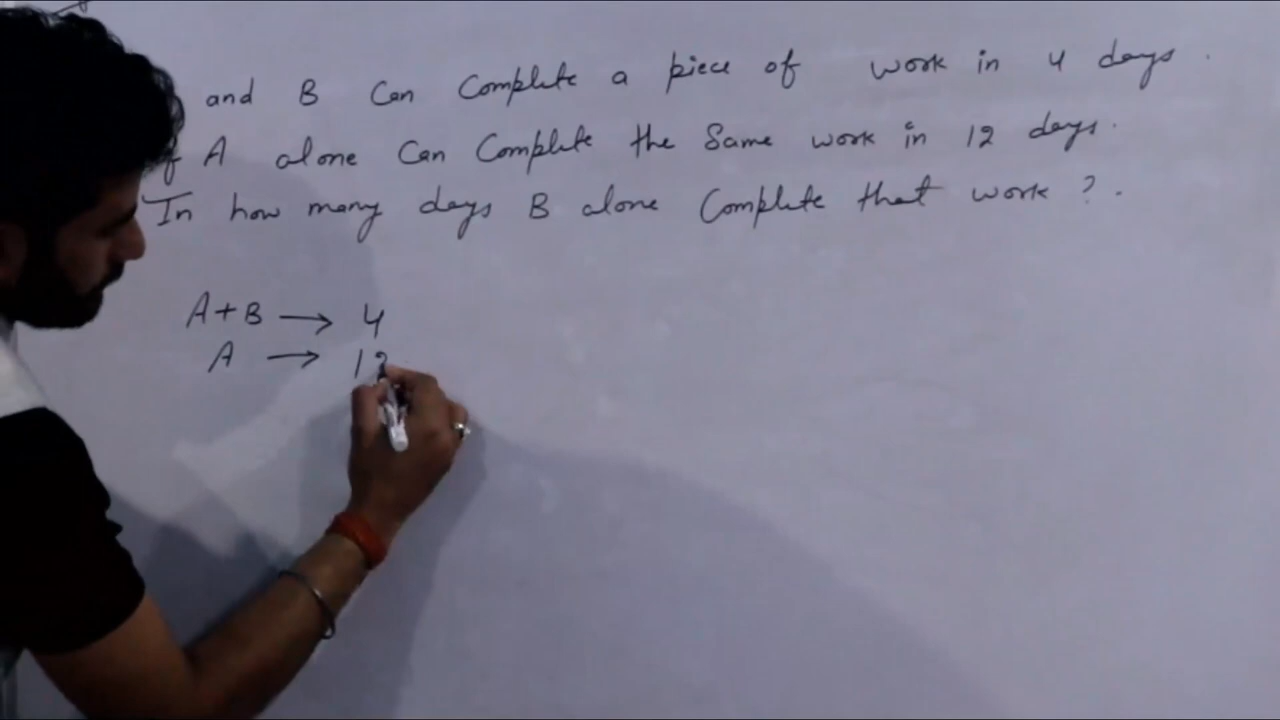 and B Can Complete a piece of work in 4 days.
f A alone Can Complete the Same work in 12 days.
In how many days B alone Complete that work ?.
A+B → 4
A → 12